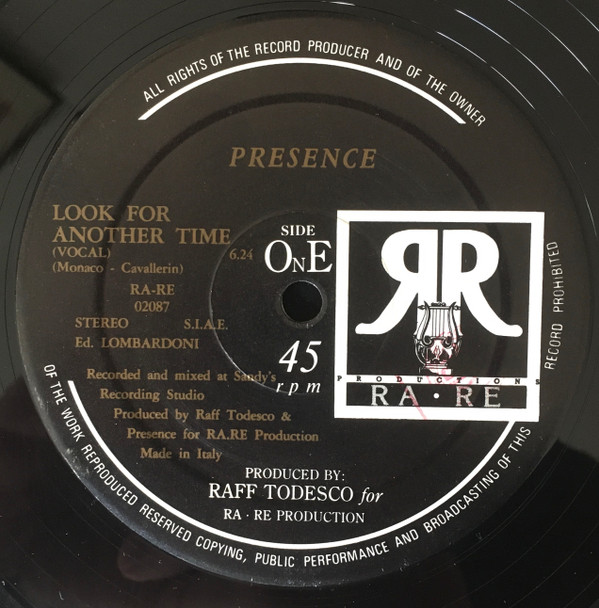 ALL RIGHTS OF THE RECORD PRODUCER AND OF THE OWNER
PRESENCE
LOOK FOR
ANOTHER TIME
(VOCAL) 6.24
(Monaco - Cavallerin)
RA-RE
02087
STEREO S.I.A.E.
Ed. LOMBARDONI
SIDE
ONE
45
rpm
RR
PRODUCTIONS
RA · RE
Recorded and mixed at Sandy's
Recording Studio
Produced by Raff Todesco &
Presence for RA.RE Production
Made in Italy
PRODUCED BY:
RAFF TODESCO for
RA · RE PRODUCTION
OF THE WORK REPRODUCED RESERVED COPYING, PUBLIC PERFORMANCE AND BROADCASTING OF THIS RECORD PROHIBITED